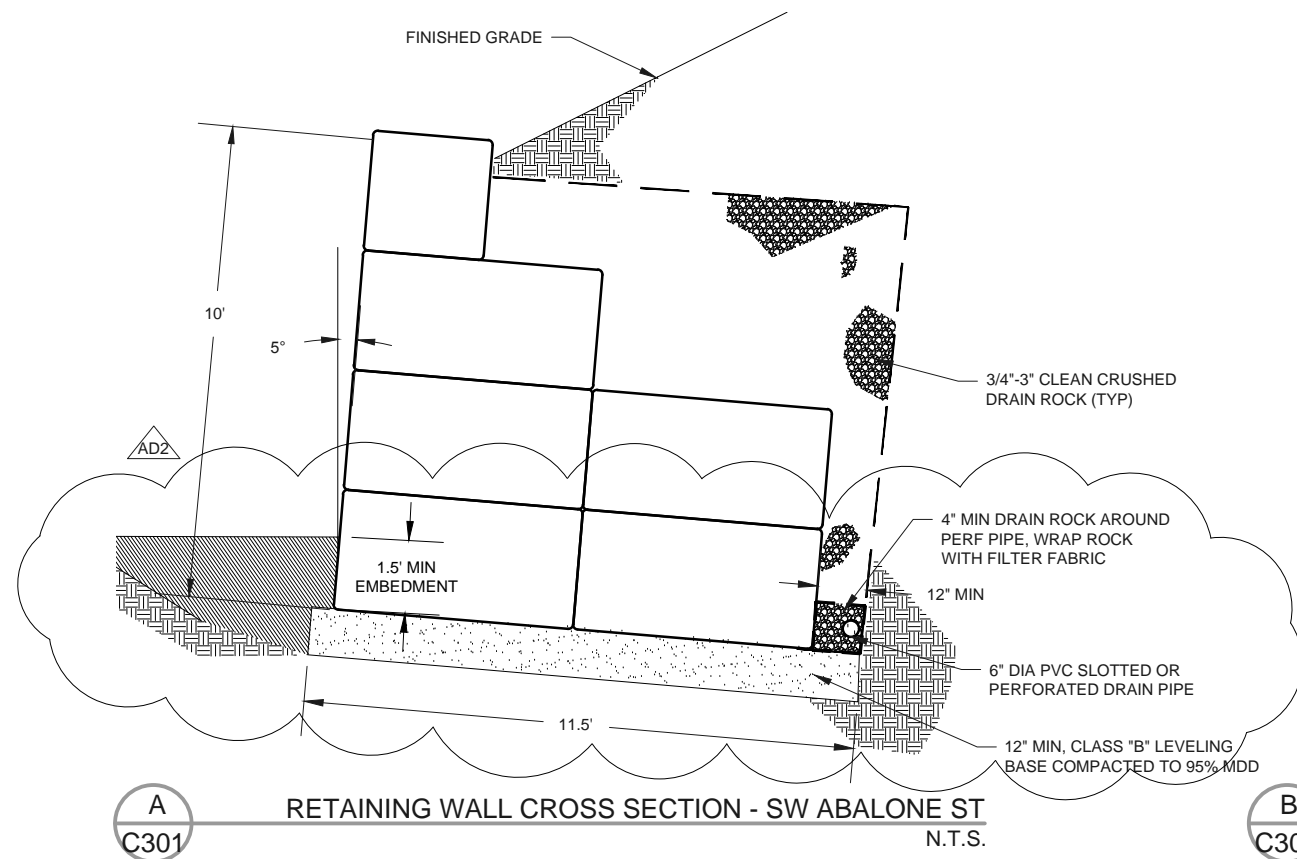 FINISHED GRADE
10'
5°
3/4"-3" CLEAN CRUSHED
DRAIN ROCK (TYP)
AD2
4" MIN DRAIN ROCK AROUND
PERF PIPE, WRAP ROCK
WITH FILTER FABRIC
1.5' MIN
EMBEDMENT
12" MIN
6" DIA PVC SLOTTED OR
PERFORATED DRAIN PIPE
11.5'
12" MIN, CLASS "B" LEVELING
BASE COMPACTED TO 95% MDD
A
C301
RETAINING WALL CROSS SECTION - SW ABALONE ST
N.T.S.
B